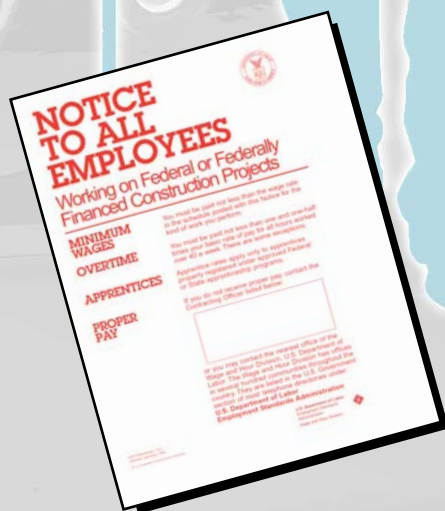 NOTICE
TO ALL
EMPLOYEES
Working on Federal or Federally
Financed Construction Projects
MINIMUM
WAGES
You must be paid not less than the wage rate
in the schedule posted with this Notice for the
kind of work you perform.
OVERTIME
You must be paid not less than one and one-half
times your basic rate of pay for all hours worked
over 40 a week. There are some exceptions.
APPRENTICES
Apprentice rates apply only to apprentices
properly registered under approved Federal
or State apprenticeship programs.
PROPER
PAY
If you do not receive proper pay, contact the
Contracting Officer listed below:
or you may contact the nearest office of the
Wage and Hour Division, U.S. Department of
Labor. The Wage and Hour Division has offices
in several hundred communities throughout the
country. They are listed in the U.S. Government
section of most telephone directories under:
U.S. Department of Labor
Employment Standards Administration